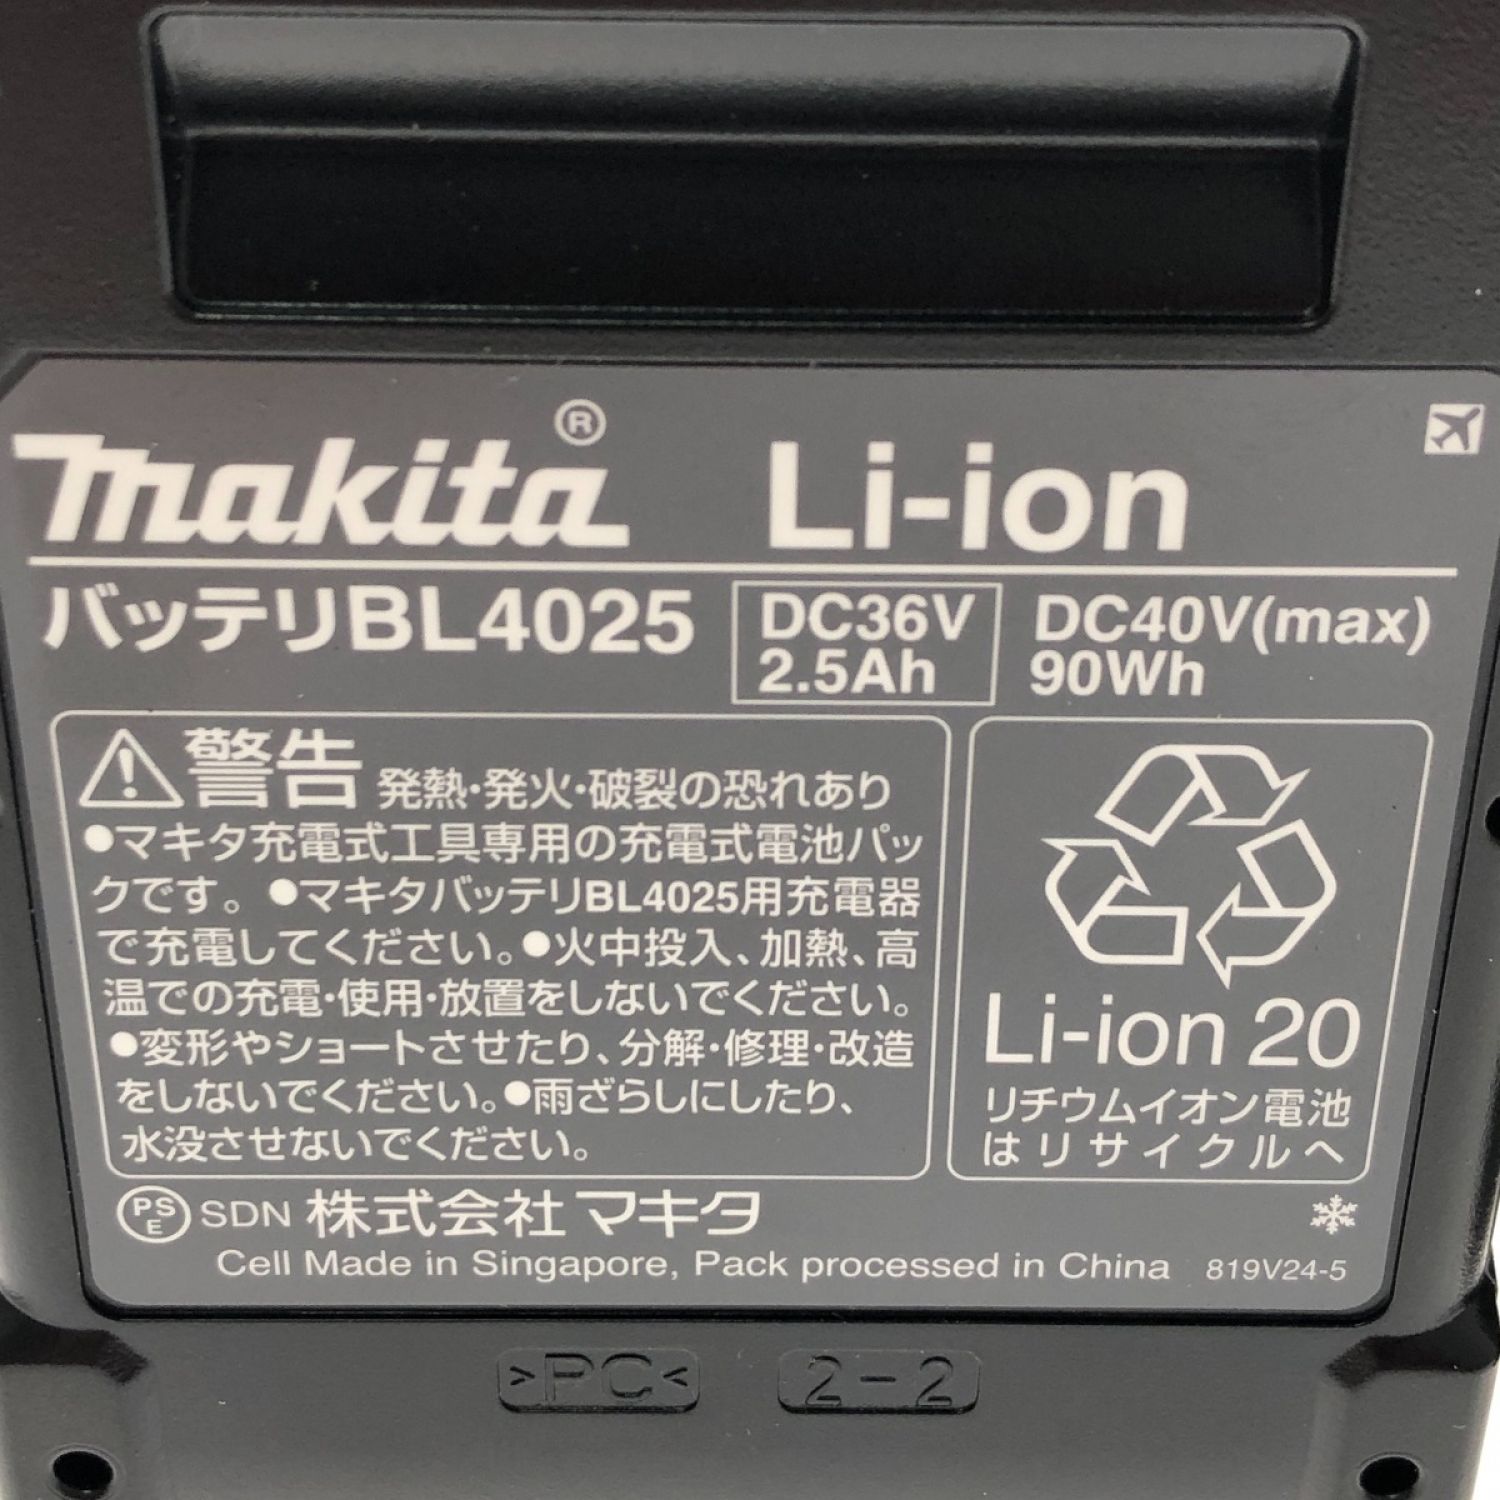 makita® Li-ion
バッテリBL4025 DC36V 2.5Ah DC40V(max) 90Wh
警告 発熱・発火・破裂の恐れあり
●マキタ充電式工具専用の充電式電池パッ
クです。●マキタバッテリBL4025用充電器
で充電してください。●火中投入、加熱、高
温での充電・使用・放置をしないでください。
●変形やショートさせたり、分解・修理・改造
をしないでください。●雨ざらしにしたり、
水没させないでください。
Li-ion 20
リチウムイオン電池
はリサイクルへ
PSE SDN 株式会社マキタ
Cell Made in Singapore, Pack processed in China 819V24-5
>PC< 2-2